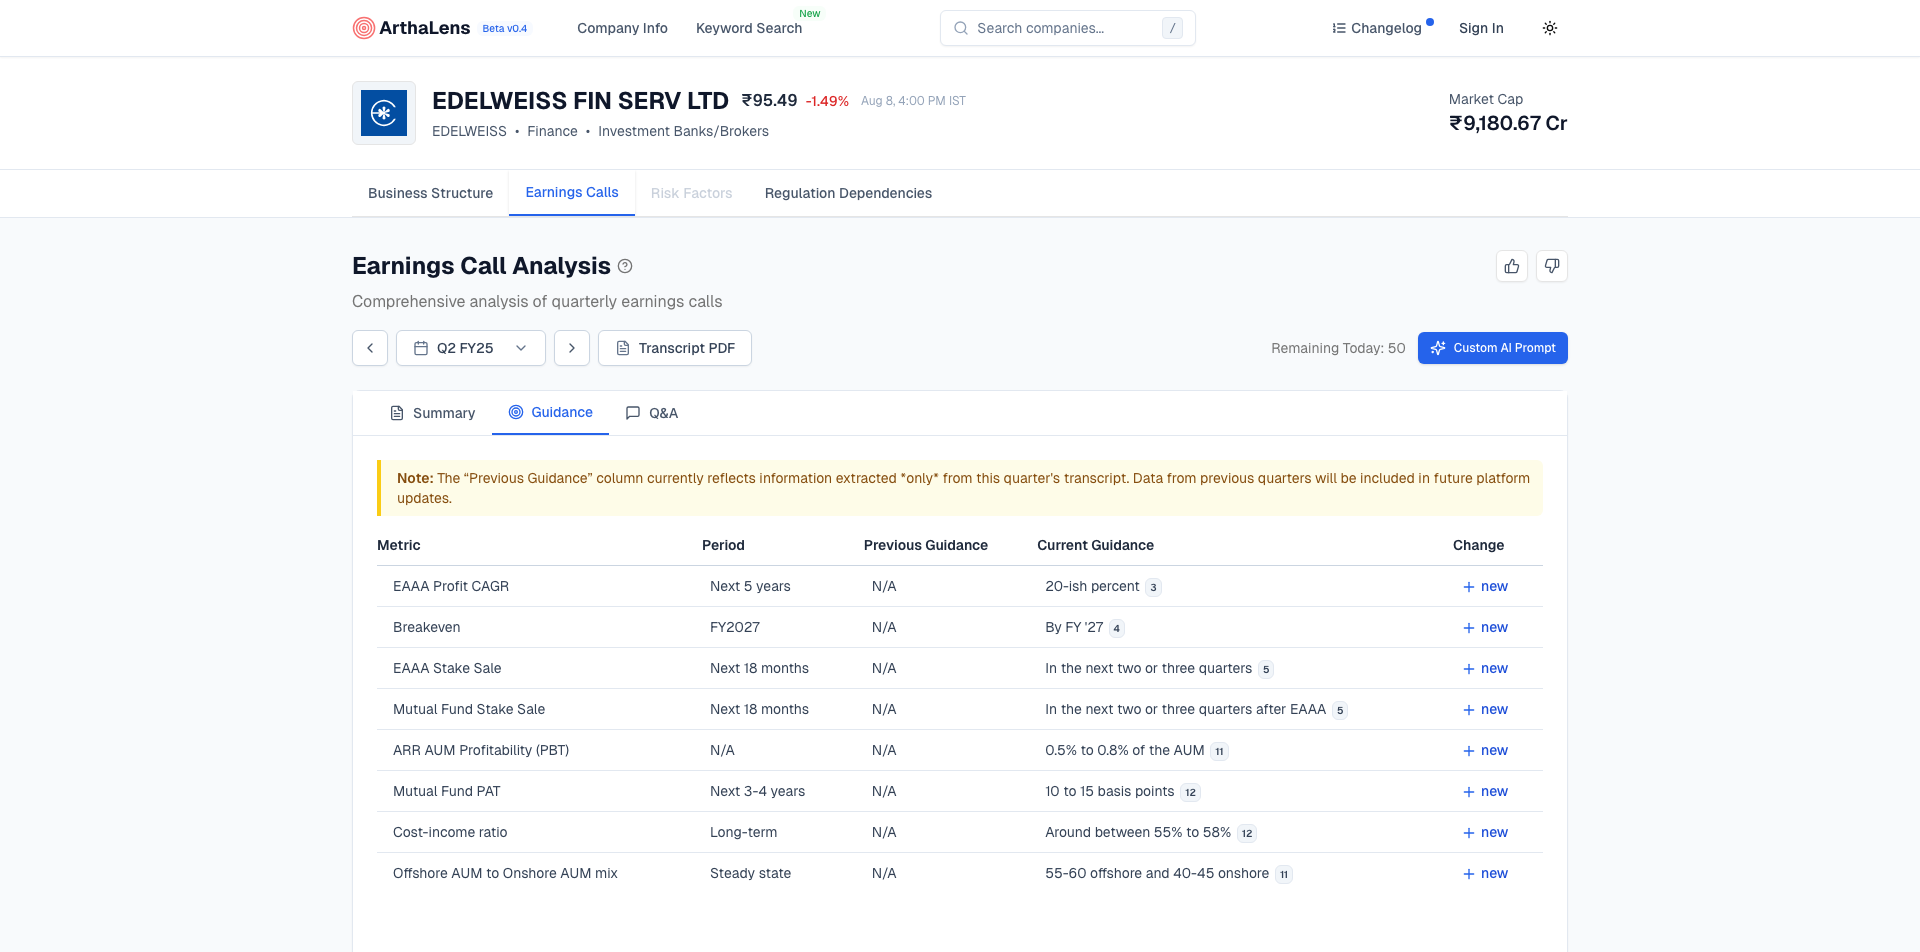 ArthaLens Beta v0.4 Company Info Keyword Search New Search companies... / Changelog Sign In
EDELWEISS FIN SERV LTD ₹95.49 -1.49% Aug 8, 4:00 PM IST
EDELWEISS • Finance • Investment Banks/Brokers
Market Cap
₹9,180.67 Cr
Business Structure Earnings Calls Risk Factors Regulation Dependencies
Earnings Call Analysis
Comprehensive analysis of quarterly earnings calls
Q2 FY25 Transcript PDF Remaining Today: 50 Custom AI Prompt
Summary Guidance Q&A
Note: The “Previous Guidance” column currently reflects information extracted *only* from this quarter's transcript. Data from previous quarters will be included in future platform
updates.
Metric Period Previous Guidance Current Guidance Change
EAAA Profit CAGR Next 5 years N/A 20-ish percent 3 + new
Breakeven FY2027 N/A By FY '27 4 + new
EAAA Stake Sale Next 18 months N/A In the next two or three quarters 5 + new
Mutual Fund Stake Sale Next 18 months N/A In the next two or three quarters after EAAA 5 + new
ARR AUM Profitability (PBT) N/A N/A 0.5% to 0.8% of the AUM 11 + new
Mutual Fund PAT Next 3-4 years N/A 10 to 15 basis points 12 + new
Cost-income ratio Long-term N/A Around between 55% to 58% 12 + new
Offshore AUM to Onshore AUM mix Steady state N/A 55-60 offshore and 40-45 onshore 11 + new